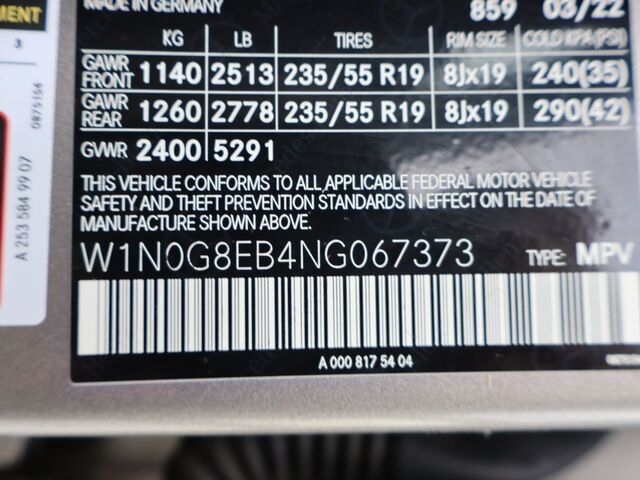 MADE IN GERMANY 859 03/22
EMENT
KG LB TIRES RIM SIZE COLD KPA(PSI)
GAWR FRONT 1140 2513 235/55 R19 8Jx19 240(35)
GAWR REAR 1260 2778 235/55 R19 8Jx19 290(42)
GVWR 2400 5291
THIS VEHICLE CONFORMS TO ALL APPLICABLE FEDERAL MOTOR VEHICLE
SAFETY AND THEFT PREVENTION STANDARDS IN EFFECT ON THE DATE OF
MANUFACTURE SHOWN ABOVE.
W1N0G8EB4NG067373 TYPE: MPV
A 000 817 54 04
3
0875154
A 253 584 99 07